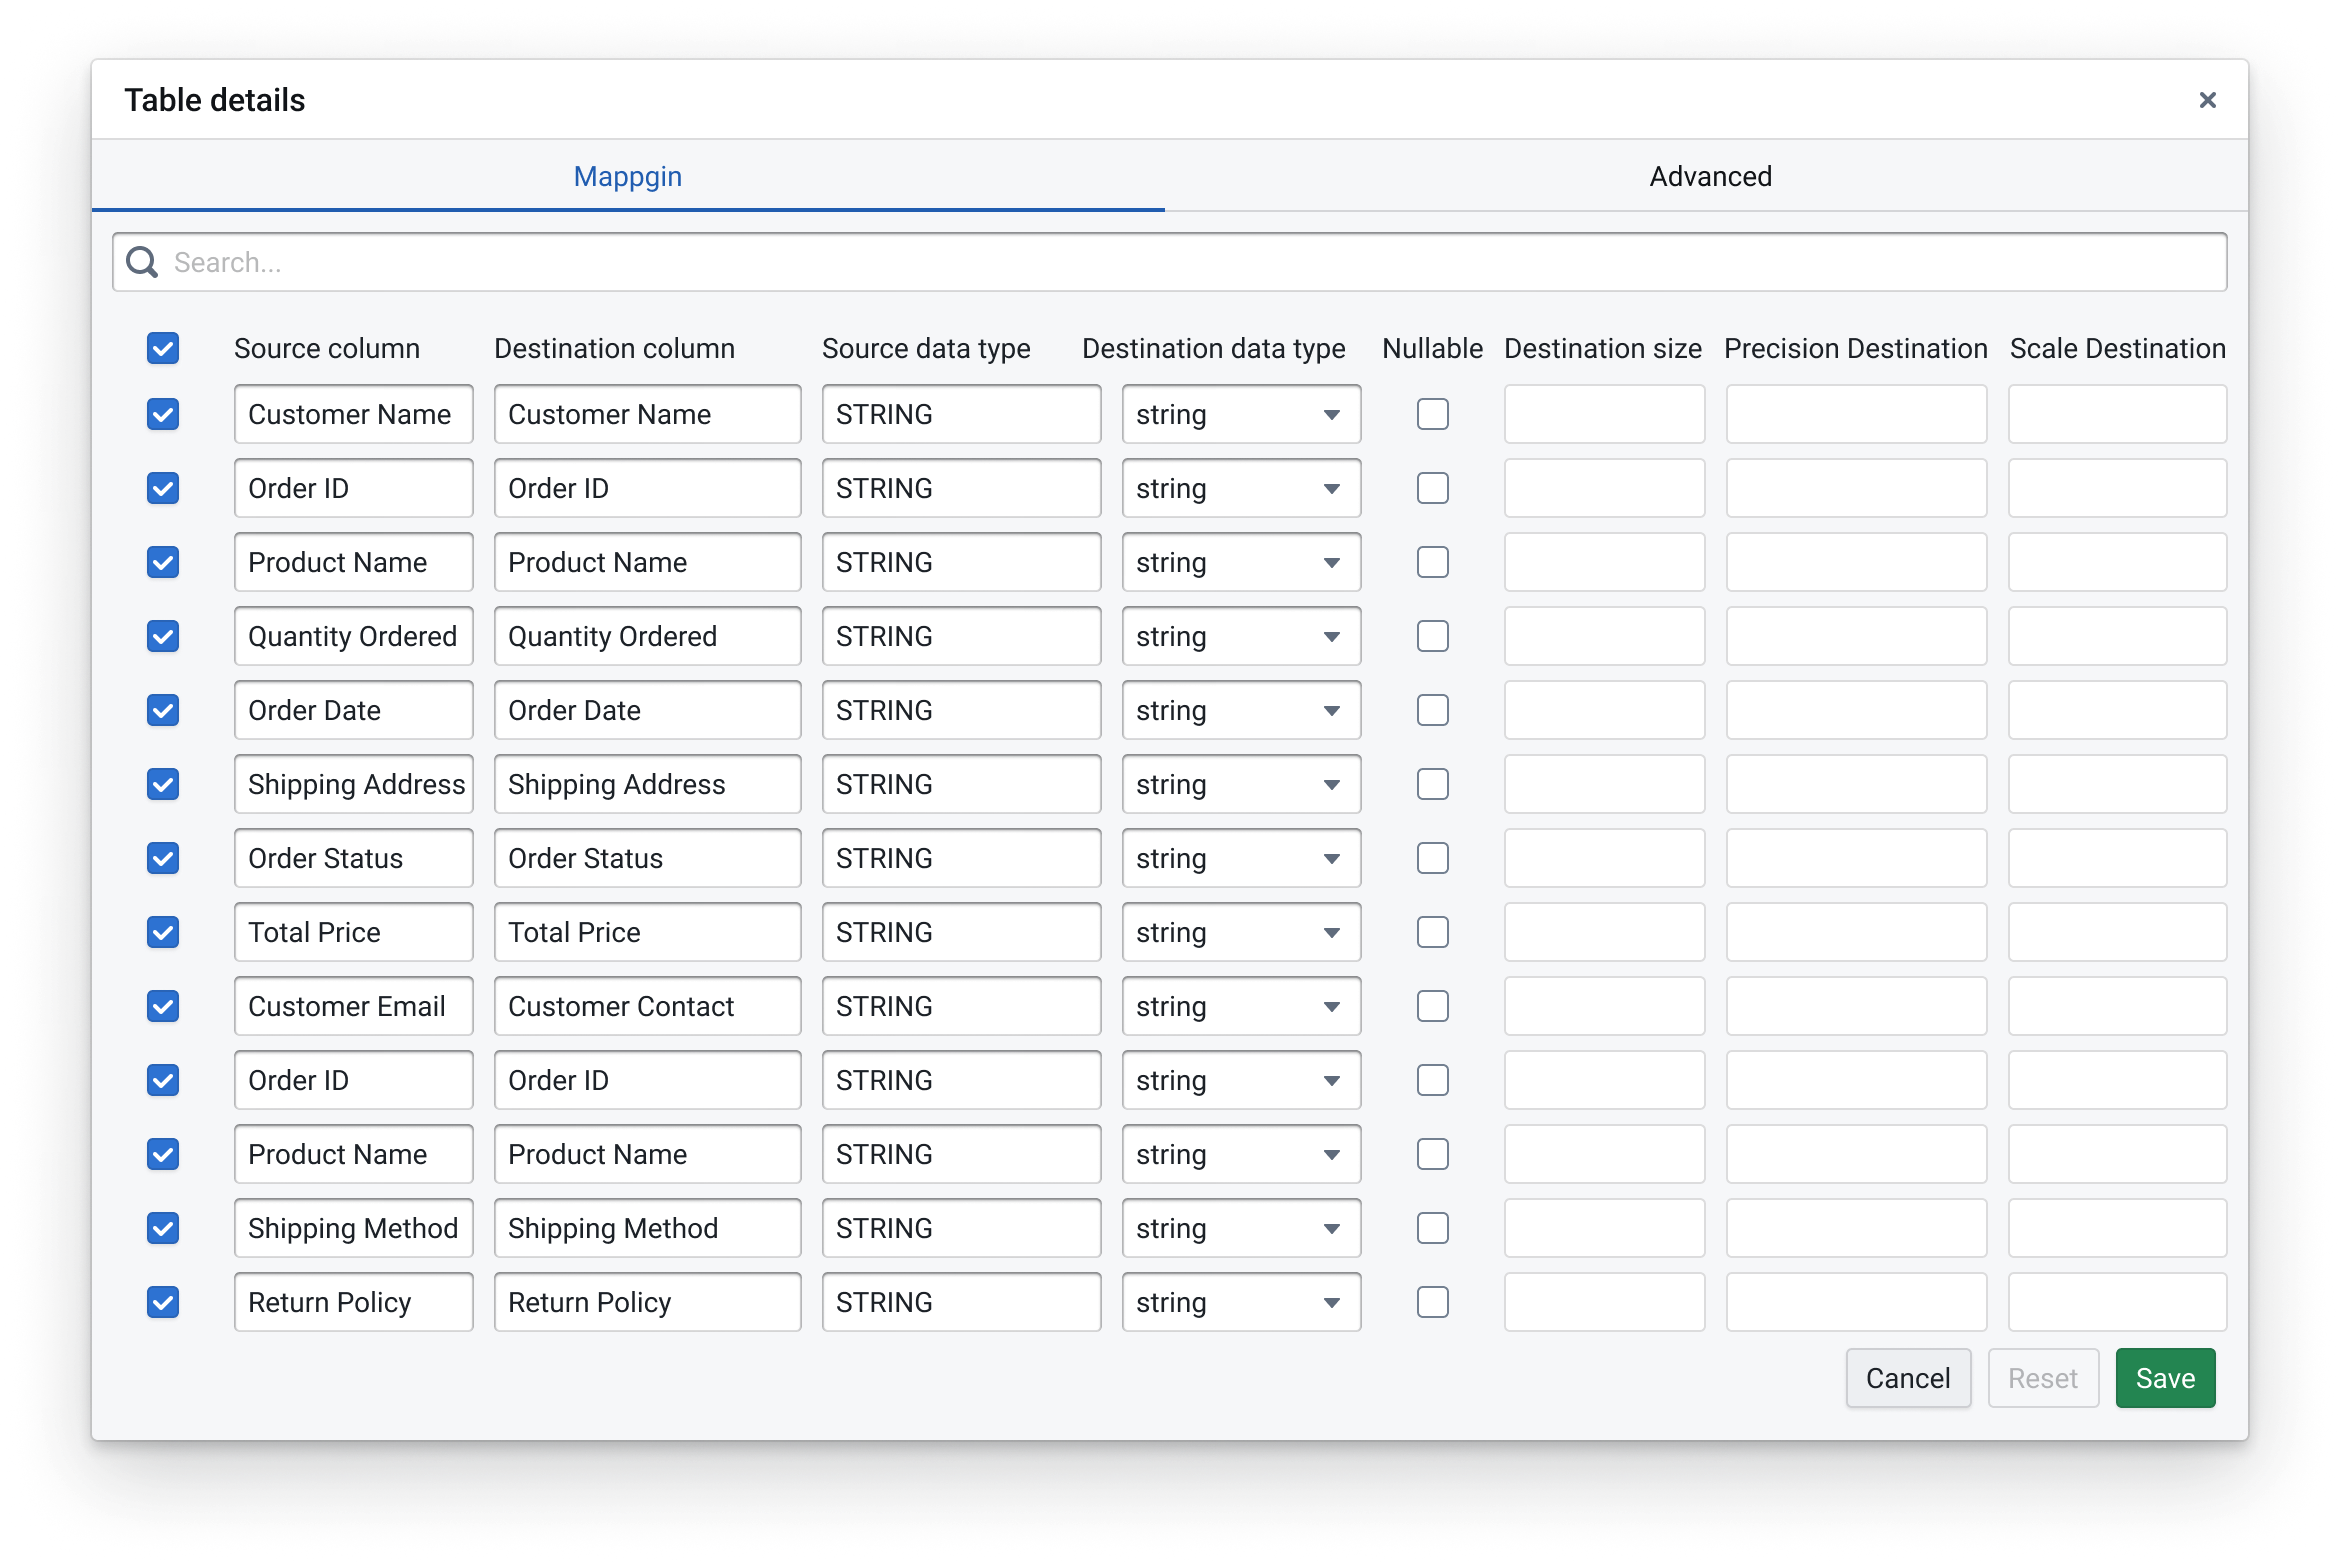 Table details
Mappgin Advanced
Search...
Source column Destination column Source data type Destination data type Nullable Destination size Precision Destination Scale Destination
Customer Name Customer Name STRING string
Order ID Order ID STRING string
Product Name Product Name STRING string
Quantity Ordered Quantity Ordered STRING string
Order Date Order Date STRING string
Shipping Address Shipping Address STRING string
Order Status Order Status STRING string
Total Price Total Price STRING string
Customer Email Customer Contact STRING string
Order ID Order ID STRING string
Product Name Product Name STRING string
Shipping Method Shipping Method STRING string
Return Policy Return Policy STRING string
Cancel Reset Save